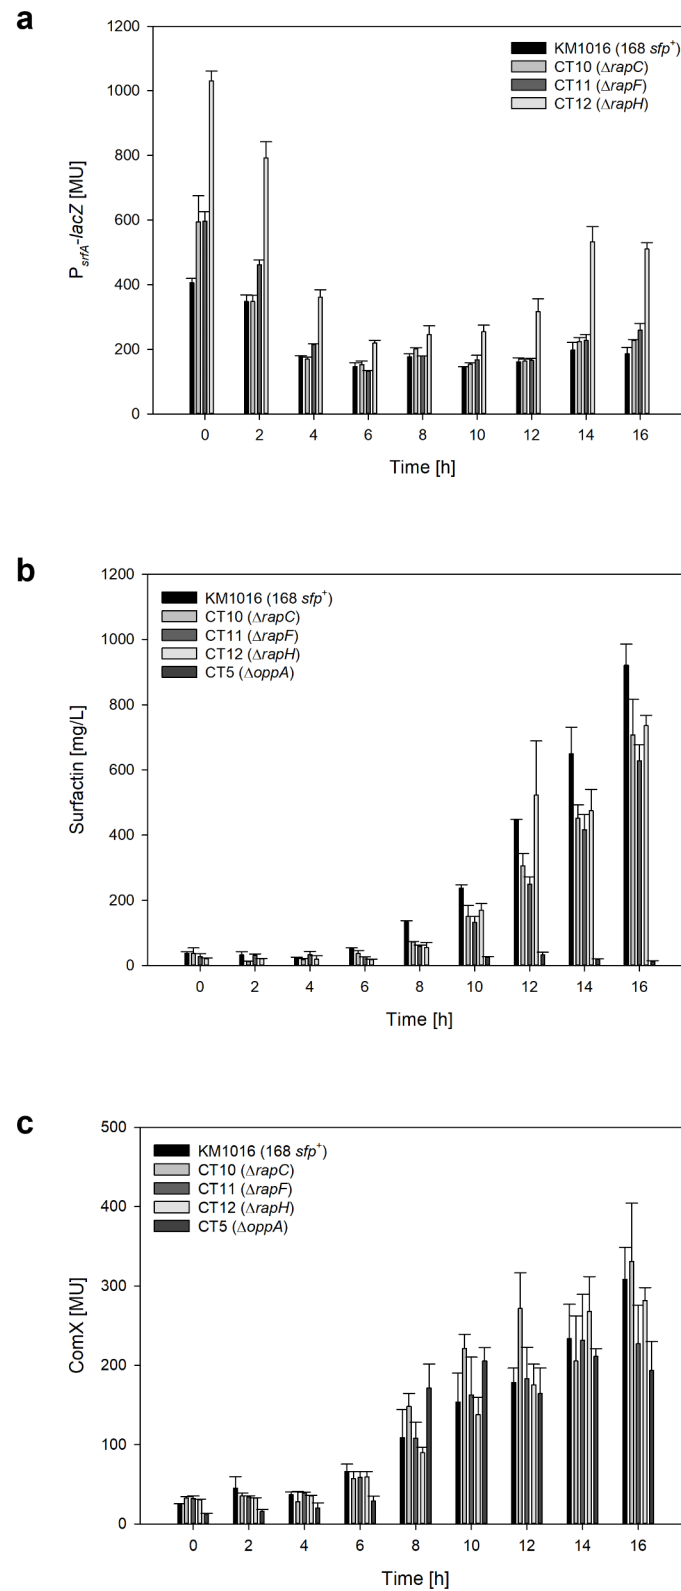 a
1200
1000
800
600
400
200
0
P_srfA-lacZ [MU]
KM1016 (168 sfp⁺)
CT10 (ΔrapC)
CT11 (ΔrapF)
CT12 (ΔrapH)
0 2 4 6 8 10 12 14 16
Time [h]
b
1200
1000
800
600
400
200
0
Surfactin [mg/L]
KM1016 (168 sfp⁺)
CT10 (ΔrapC)
CT11 (ΔrapF)
CT12 (ΔrapH)
CT5 (ΔoppA)
0 2 4 6 8 10 12 14 16
Time [h]
c
500
400
300
200
100
0
ComX [MU]
KM1016 (168 sfp⁺)
CT10 (ΔrapC)
CT11 (ΔrapF)
CT12 (ΔrapH)
CT5 (ΔoppA)
0 2 4 6 8 10 12 14 16
Time [h]